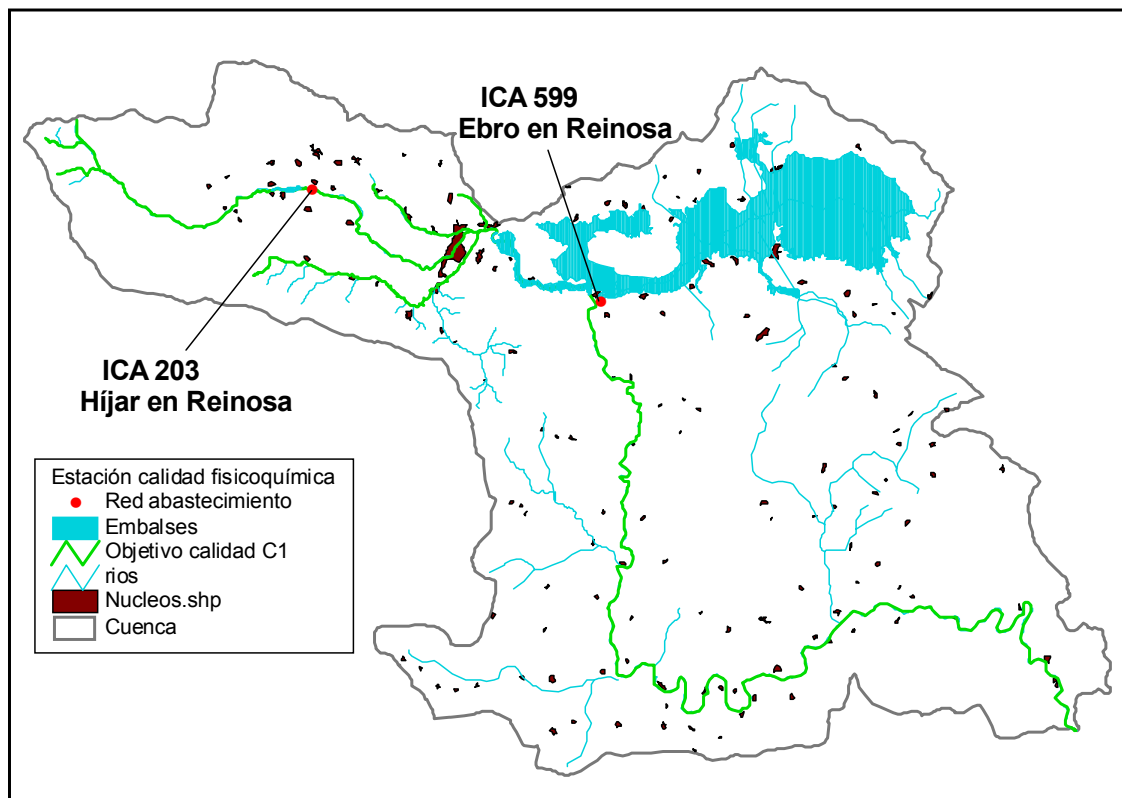 ICA 599
Ebro en Reinosa
ICA 203
Híjar en Reinosa
Estación calidad fisicoquímica
Red abastecimiento
Embalses
Objetivo calidad C1
rios
Nucleos.shp
Cuenca